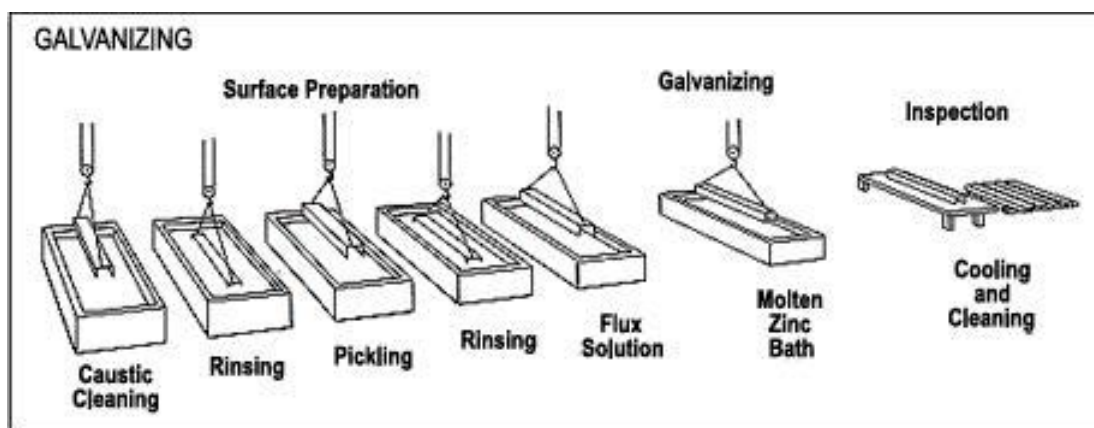 GALVANIZING
Surface Preparation
Galvanizing
Inspection
Caustic
Cleaning
Rinsing
Pickling
Rinsing
Flux
Solution
Molten
Zinc
Bath
Cooling
and
Cleaning